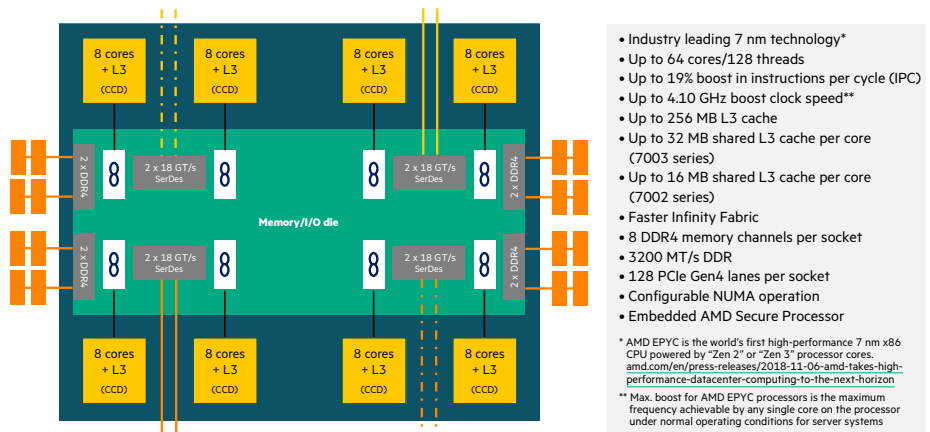 8 cores
+ L3
(CCD)
8 cores
+ L3
(CCD)
8 cores
+ L3
(CCD)
8 cores
+ L3
(CCD)
2 x DDR4
2 x 18 GT/s
SerDes
2 x 18 GT/s
SerDes
2 x DDR4
Memory/I/O die
2 x DDR4
2 x 18 GT/s
SerDes
2 x 18 GT/s
SerDes
2 x DDR4
8 cores
+ L3
(CCD)
8 cores
+ L3
(CCD)
8 cores
+ L3
(CCD)
8 cores
+ L3
(CCD)
• Industry leading 7 nm technology*
• Up to 64 cores/128 threads
• Up to 19% boost in instructions per cycle (IPC)
• Up to 4.10 GHz boost clock speed**
• Up to 256 MB L3 cache
• Up to 32 MB shared L3 cache per core
(7003 series)
• Up to 16 MB shared L3 cache per core
(7002 series)
• Faster Infinity Fabric
• 8 DDR4 memory channels per socket
• 3200 MT/s DDR
• 128 PCIe Gen4 lanes per socket
• Configurable NUMA operation
• Embedded AMD Secure Processor
* AMD EPYC is the world's first high-performance 7 nm x86
CPU powered by "Zen 2" or "Zen 3" processor cores.
amd.com/en/press-releases/2018-11-06-amd-takes-high-
performance-datacenter-computing-to-the-next-horizon
** Max. boost for AMD EPYC processors is the maximum
frequency achievable by any single core on the processor
under normal operating conditions for server systems